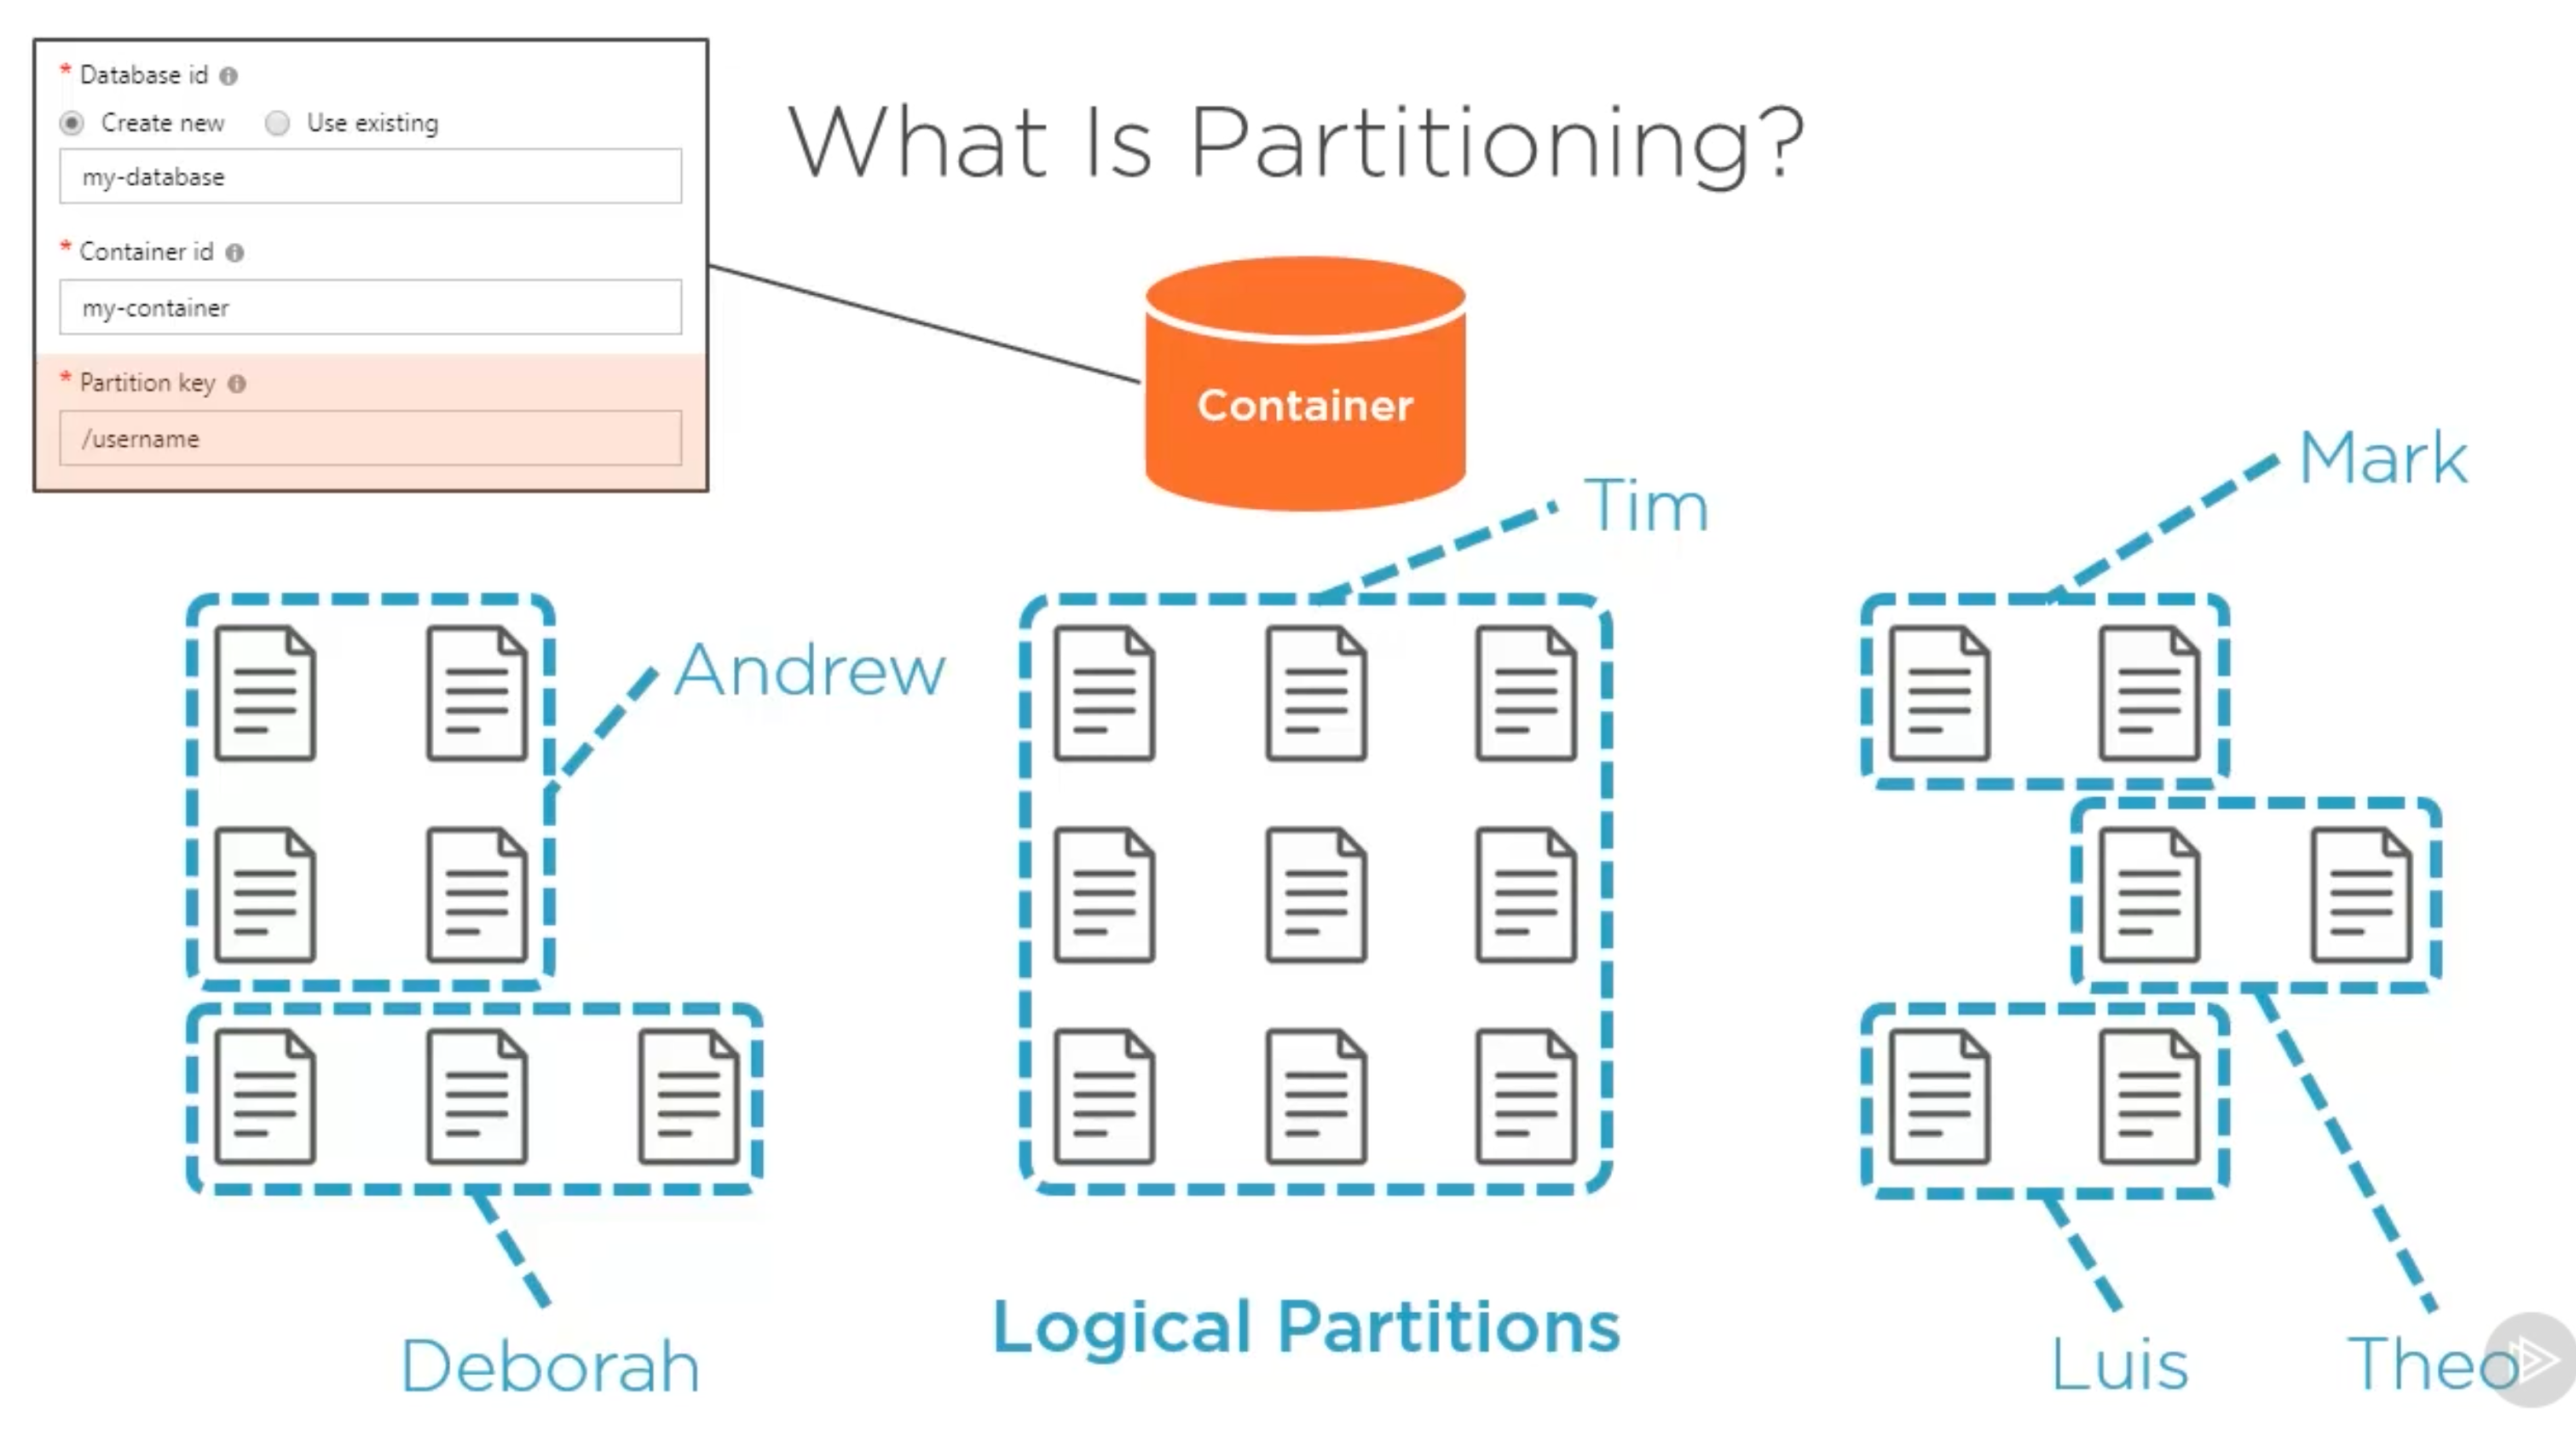 What Is Partitioning?
* Database id
Create new Use existing
my-database
* Container id
my-container
* Partition key
/username
Container
Tim
Mark
Andrew
Deborah
Logical Partitions
Luis
Theo